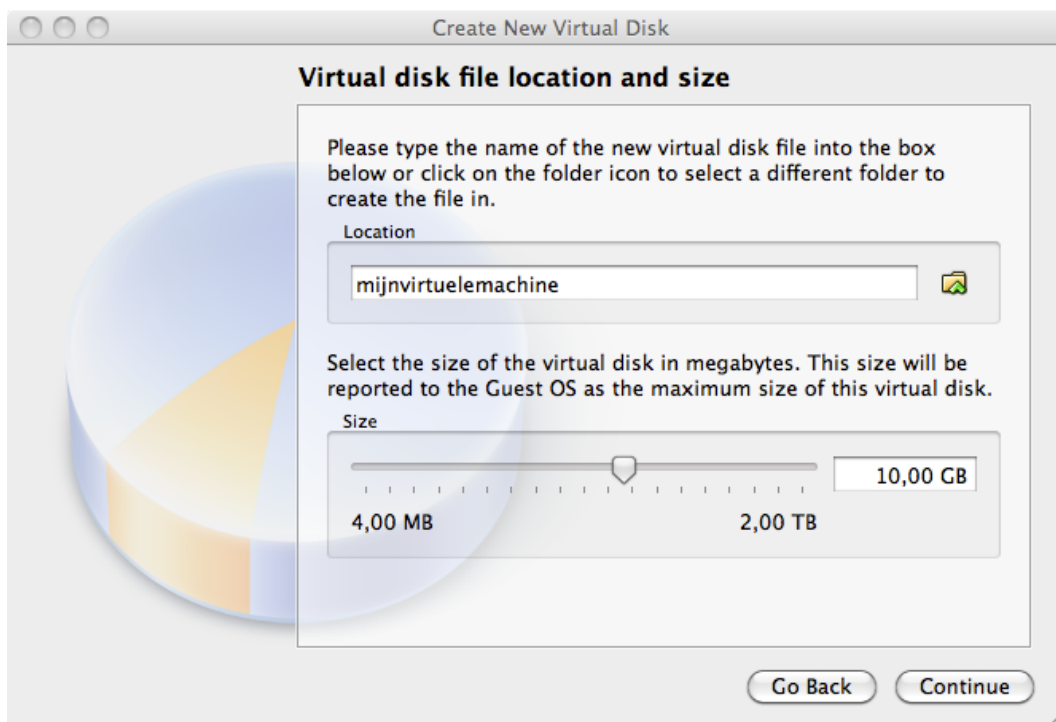 Create New Virtual Disk
Virtual disk file location and size
Please type the name of the new virtual disk file into the box
below or click on the folder icon to select a different folder to
create the file in.
Location
mijnvirtuelemachine
Select the size of the virtual disk in megabytes. This size will be
reported to the Guest OS as the maximum size of this virtual disk.
Size
10,00 GB
4,00 MB 2,00 TB
Go Back Continue